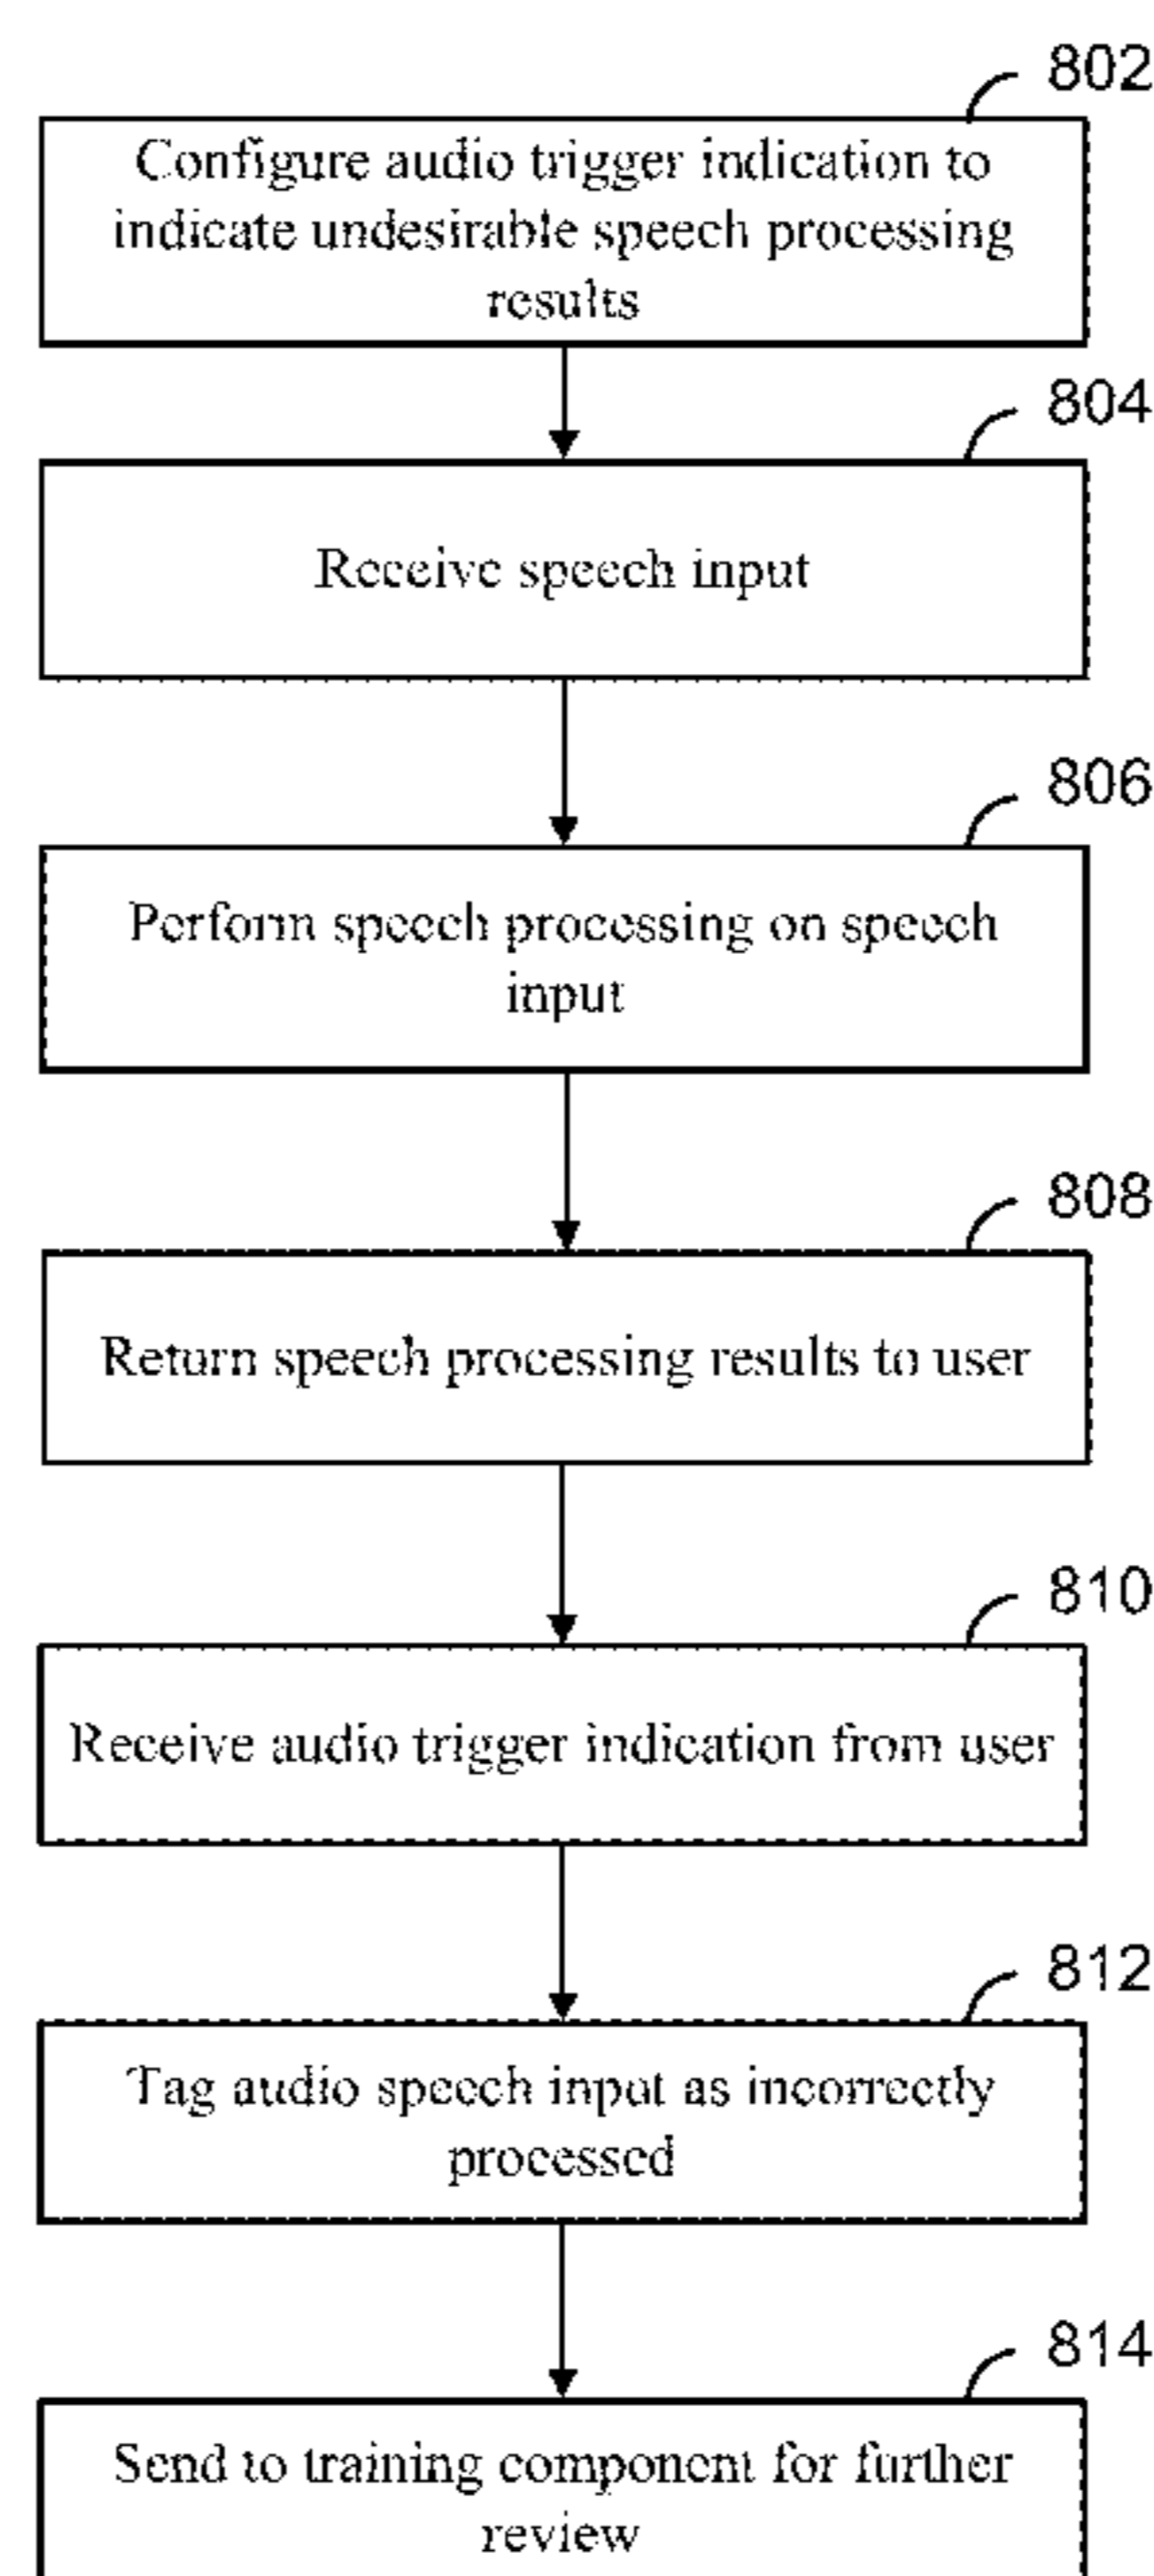 802
Configure audio trigger indication to
indicate undesirable speech processing
results
804
Receive speech input
806
Perform speech processing on speech
input
808
Return speech processing results to user
810
Receive audio trigger indication from user
812
Tag audio speech input as incorrectly
processed
814
Send to training component for further
review